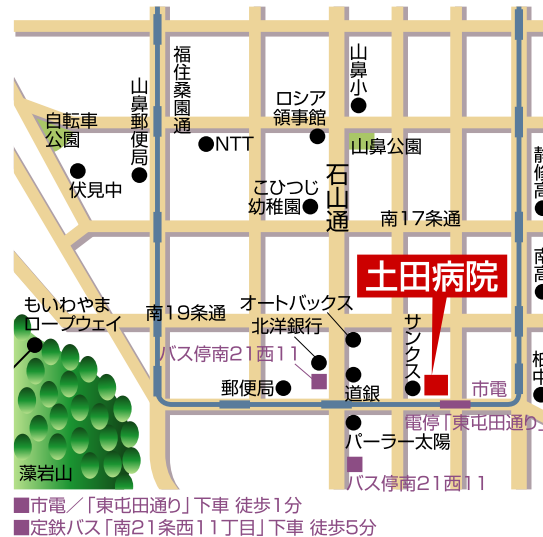 山鼻小
福住桑園通
山鼻郵便局
ロシア
領事館
自転車
公園
NTT
山鼻公園
静修高
伏見中
こひつじ
幼稚園
石山通
南17条通
南高
土田病院
もいわやま
ロープウェイ
南19条通
オートバックス
北洋銀行
サンクス
バス停南21西11
柏中
郵便局
道銀
市電
電停「東屯田通り」
パーラー太陽
藻岩山
バス停南21西11
■市電／「東屯田通り」下車 徒歩1分
■定鉄バス「南21条西11丁目」下車 徒歩5分